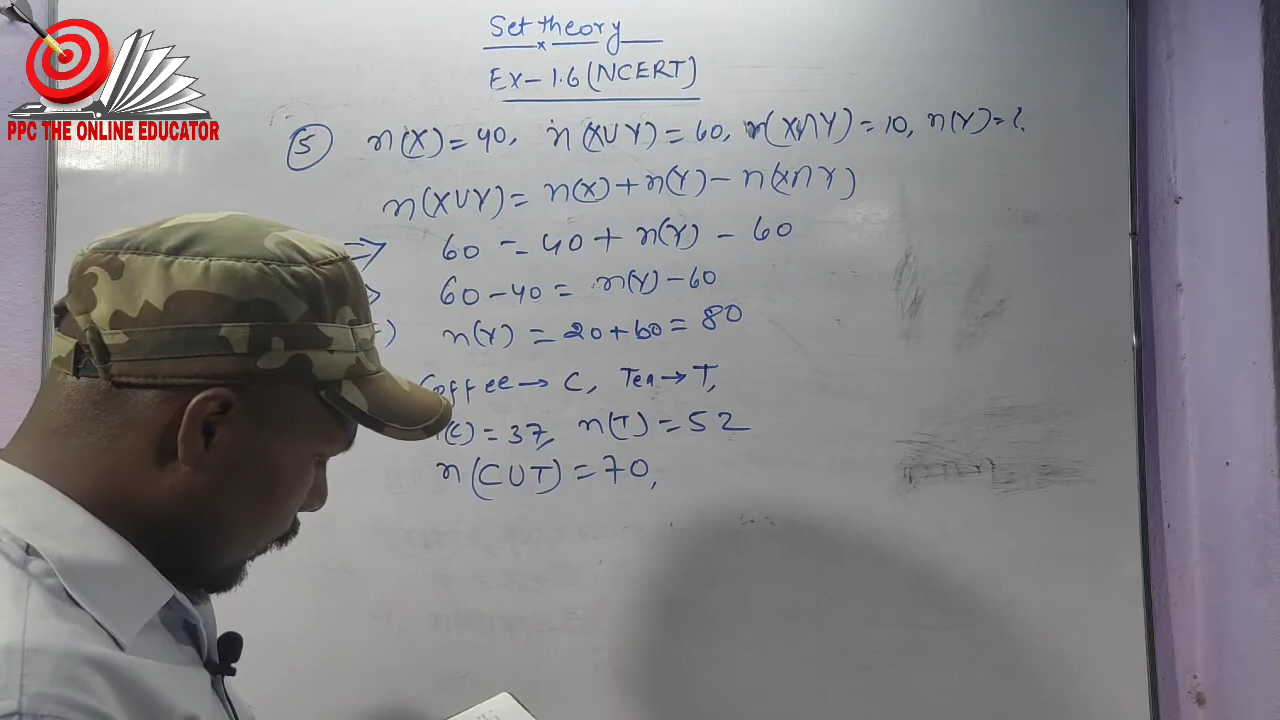 Set theory
Ex-1.6 (NCERT)
PPC THE ONLINE EDUCATOR
5 n(X)=40, n(X∪Y)=60, n(X∩Y)=10, n(Y)=?
n(X∪Y)= n(X)+n(Y)- n(X∩Y)
⇒ 60 = 40 + n(Y) - 60
60-40 = n(Y)-60
n(Y) = 20+60 = 80
Coffee → C, Tea → T,
(C)=37, n(T)=52
n(C∪T)=70,